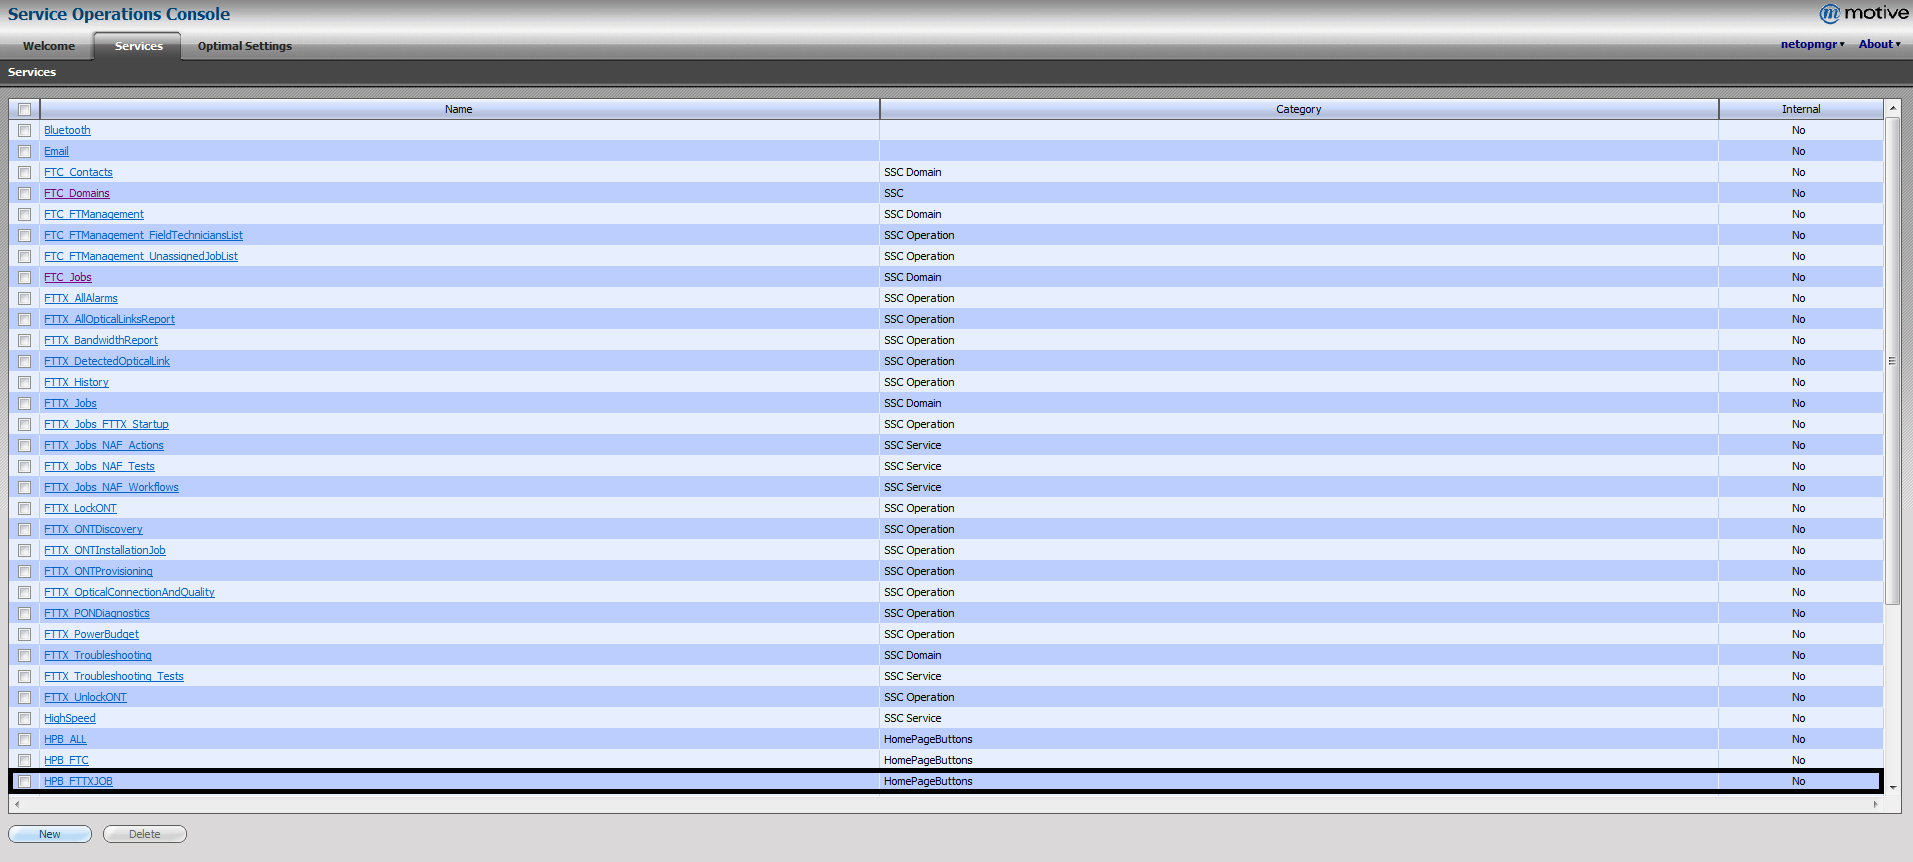 Service Operations Console
motive
Welcome Services Optimal Settings
netopmgr About
Services
Name Category Internal
Bluetooth No
Email No
FTC_Contacts SSC Domain No
FTC_Domains SSC No
FTC_FTManagement SSC Domain No
FTC_FTManagement_FieldTechniciansList SSC Operation No
FTC_FTManagement_UnassignedJobList SSC Operation No
FTC_Jobs SSC Domain No
FTTX_AllAlarms SSC Operation No
FTTX_AllOpticalLinksReport SSC Operation No
FTTX_BandwidthReport SSC Operation No
FTTX_DetectedOpticalLink SSC Operation No
FTTX_History SSC Operation No
FTTX_Jobs SSC Domain No
FTTX_Jobs_FTTX_Startup SSC Operation No
FTTX_Jobs_NAF_Actions SSC Service No
FTTX_Jobs_NAF_Tests SSC Service No
FTTX_Jobs_NAF_Workflows SSC Service No
FTTX_LockONT SSC Operation No
FTTX_ONTDiscovery SSC Operation No
FTTX_ONTInstallationJob SSC Operation No
FTTX_ONTProvisioning SSC Operation No
FTTX_OpticalConnectionAndQuality SSC Operation No
FTTX_PONDiagnostics SSC Operation No
FTTX_PowerBudget SSC Operation No
FTTX_Troubleshooting SSC Domain No
FTTX_Troubleshooting_Tests SSC Service No
FTTX_UnlockONT SSC Operation No
HighSpeed SSC Service No
HPB_ALL HomePageButtons No
HPB_FTC HomePageButtons No
HPB_FTTXJOB HomePageButtons No
New Delete